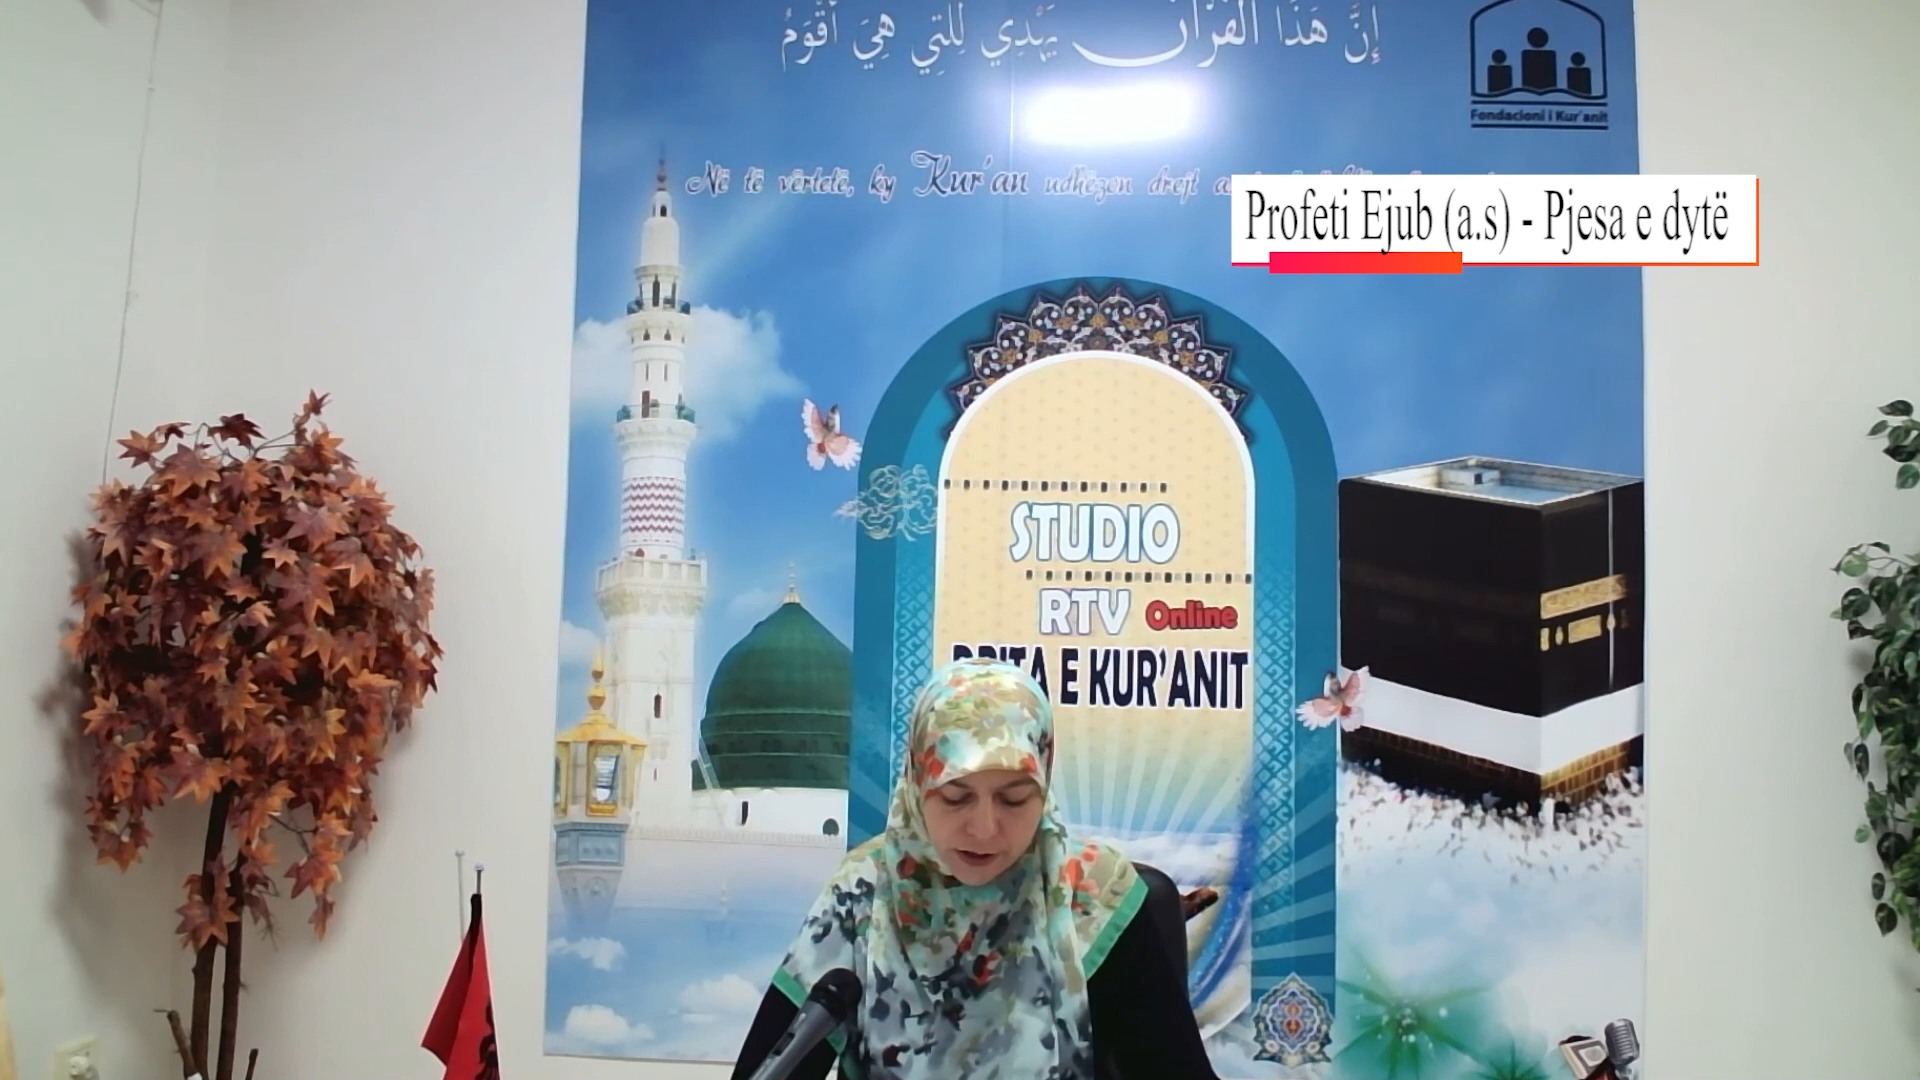 إِنَّ هَذَا الْقُرْآنَ يَهْدِي لِلَّتِي هِيَ أَقْوَمُ
Fondacioni i Kur'anit
Në të vërtetë, ky Kur'an udhëzon drejt
Profeti Ejub (a.s) - Pjesa e dytë
STUDIO
RTV Online
E KUR'ANIT